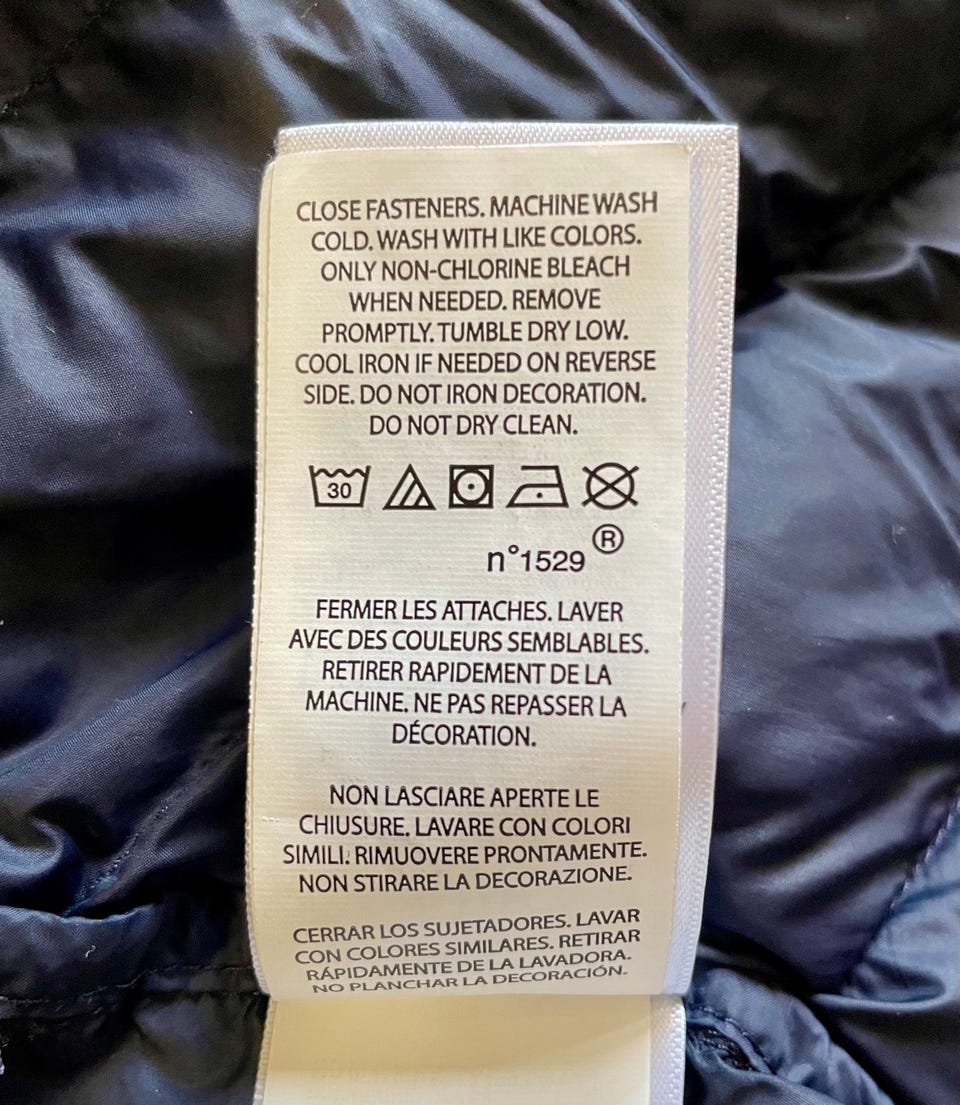 CLOSE FASTENERS. MACHINE WASH
COLD. WASH WITH LIKE COLORS.
ONLY NON-CHLORINE BLEACH
WHEN NEEDED. REMOVE
PROMPTLY. TUMBLE DRY LOW.
COOL IRON IF NEEDED ON REVERSE
SIDE. DO NOT IRON DECORATION.
DO NOT DRY CLEAN.
30
n°1529 ®
FERMER LES ATTACHES. LAVER
AVEC DES COULEURS SEMBLABLES.
RETIRER RAPIDEMENT DE LA
MACHINE. NE PAS REPASSER LA
DÉCORATION.
NON LASCIARE APERTE LE
CHIUSURE. LAVARE CON COLORI
SIMILI. RIMUOVERE PRONTAMENTE.
NON STIRARE LA DECORAZIONE.
CERRAR LOS SUJETADORES. LAVAR
CON COLORES SIMILARES. RETIRAR
RÁPIDAMENTE DE LA LAVADORA.
NO PLANCHAR LA DECORACIÓN.